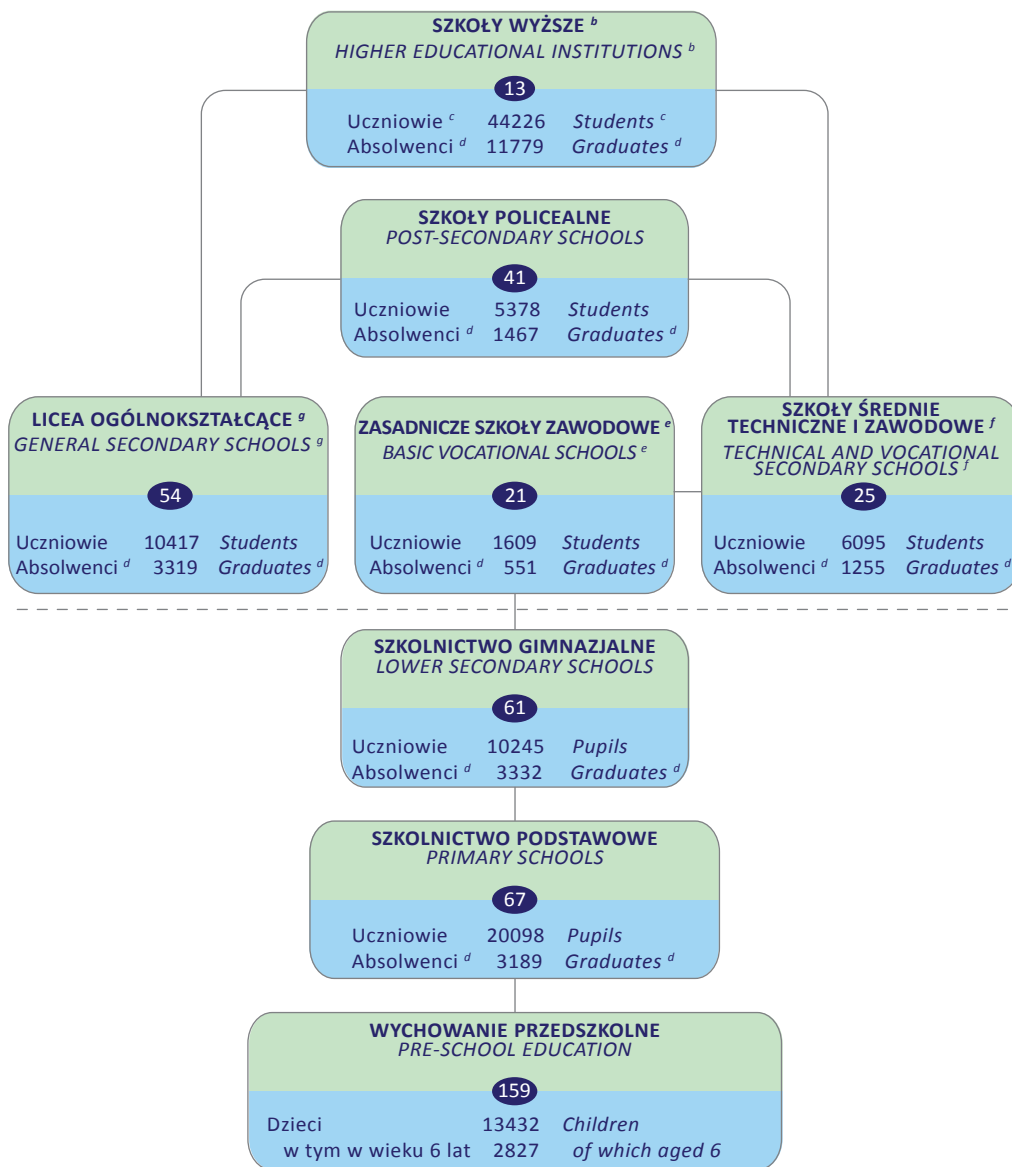 SZKOŁY WYŻSZE b
HIGHER EDUCATIONAL INSTITUTIONS b
13
Uczniowie c 44226 Students c
Absolwenci d 11779 Graduates d
SZKOŁY POLICEALNE
POST-SECONDARY SCHOOLS
41
Uczniowie 5378 Students
Absolwenci d 1467 Graduates d
LICEA OGÓLNOKSZTAŁCĄCE g
GENERAL SECONDARY SCHOOLS g
54
Uczniowie 10417 Students
Absolwenci d 3319 Graduates d
ZASADNICZE SZKOŁY ZAWODOWE e
BASIC VOCATIONAL SCHOOLS e
21
Uczniowie 1609 Students
Absolwenci d 551 Graduates d
SZKOŁY ŚREDNIE
TECHNICZNE I ZAWODOWE f
TECHNICAL AND VOCATIONAL
SECONDARY SCHOOLS f
25
Uczniowie 6095 Students
Absolwenci d 1255 Graduates d
SZKOLNICTWO GIMNAZJALNE
LOWER SECONDARY SCHOOLS
61
Uczniowie 10245 Pupils
Absolwenci d 3332 Graduates d
SZKOLNICTWO PODSTAWOWE
PRIMARY SCHOOLS
67
Uczniowie 20098 Pupils
Absolwenci d 3189 Graduates d
WYCHOWANIE PRZEDSZKOLNE
PRE-SCHOOL EDUCATION
159
Dzieci 13432 Children
w tym w wieku 6 lat 2827 of which aged 6